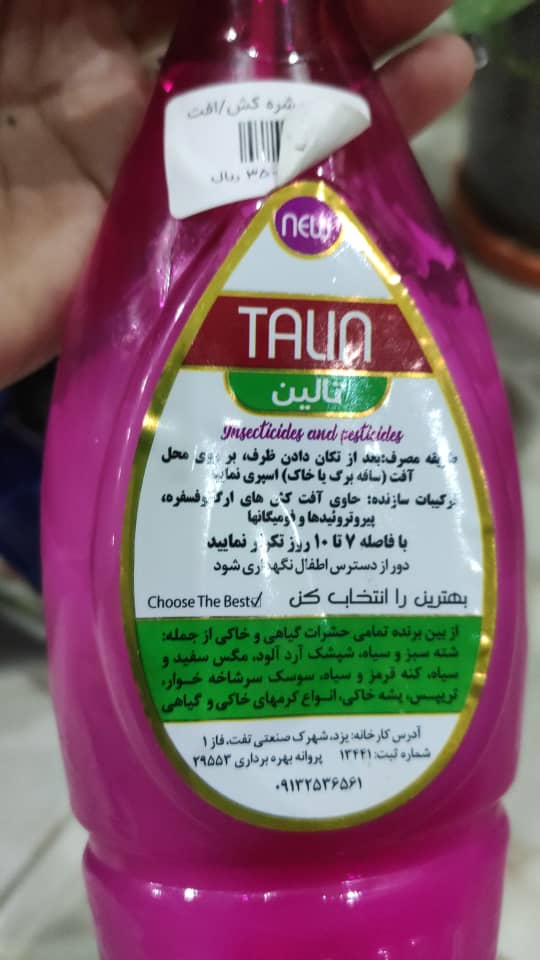 شره کش/افت
ریال
NEW
TALIN
تالین
Insecticides and pesticides
طریقه مصرف:بعد از تکان دادن ظرف، بر روی محل
آفت (ساقه برگ یا خاک) اسپری نمایید
ترکیبات سازنده: حاوی آفت کش های ارگانوفسفره،
پیروتروئیدها و فومیگانها
با فاصله ۷ تا ۱۰ روز تکرار نمایید
دور از دسترس اطفال نگهداری شود
Choose The Best بهترین را انتخاب کن
از بین برنده تمامی حشرات گیاهی و خاکی از جمله:
شته سبز و سیاه، شپشک آرد آلود، مگس سفید و
سیاه، کنه قرمز و سیاه، سوسک سرشاخه خوار،
تریپس، پشه خاکی، انواع کرمهای خاکی و گیاهی
آدرس کارخانه: یزد، شهرک صنعتی تفت، فاز ۱
شماره ثبت: ۱۳۴۴۱ پروانه بهره برداری ۲۹۵۵۳
۰۹۱۳۲۵۳۶۵۶۱